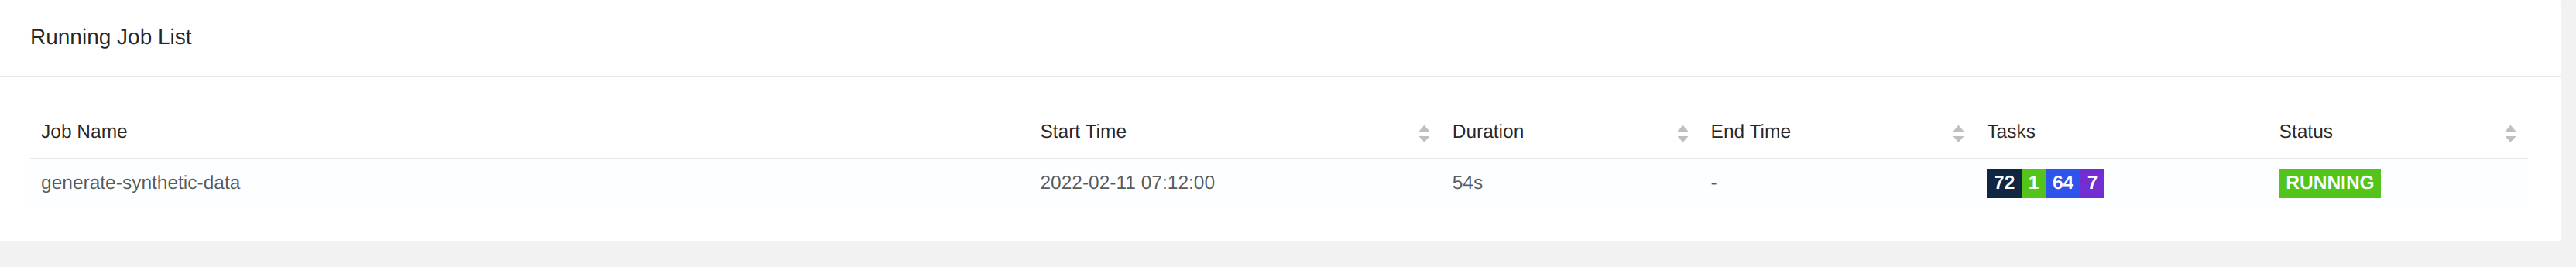 Running Job List
Job Name Start Time Duration End Time Tasks Status
generate-synthetic-data 2022-02-11 07:12:00 54s - 72 1 64 7 RUNNING